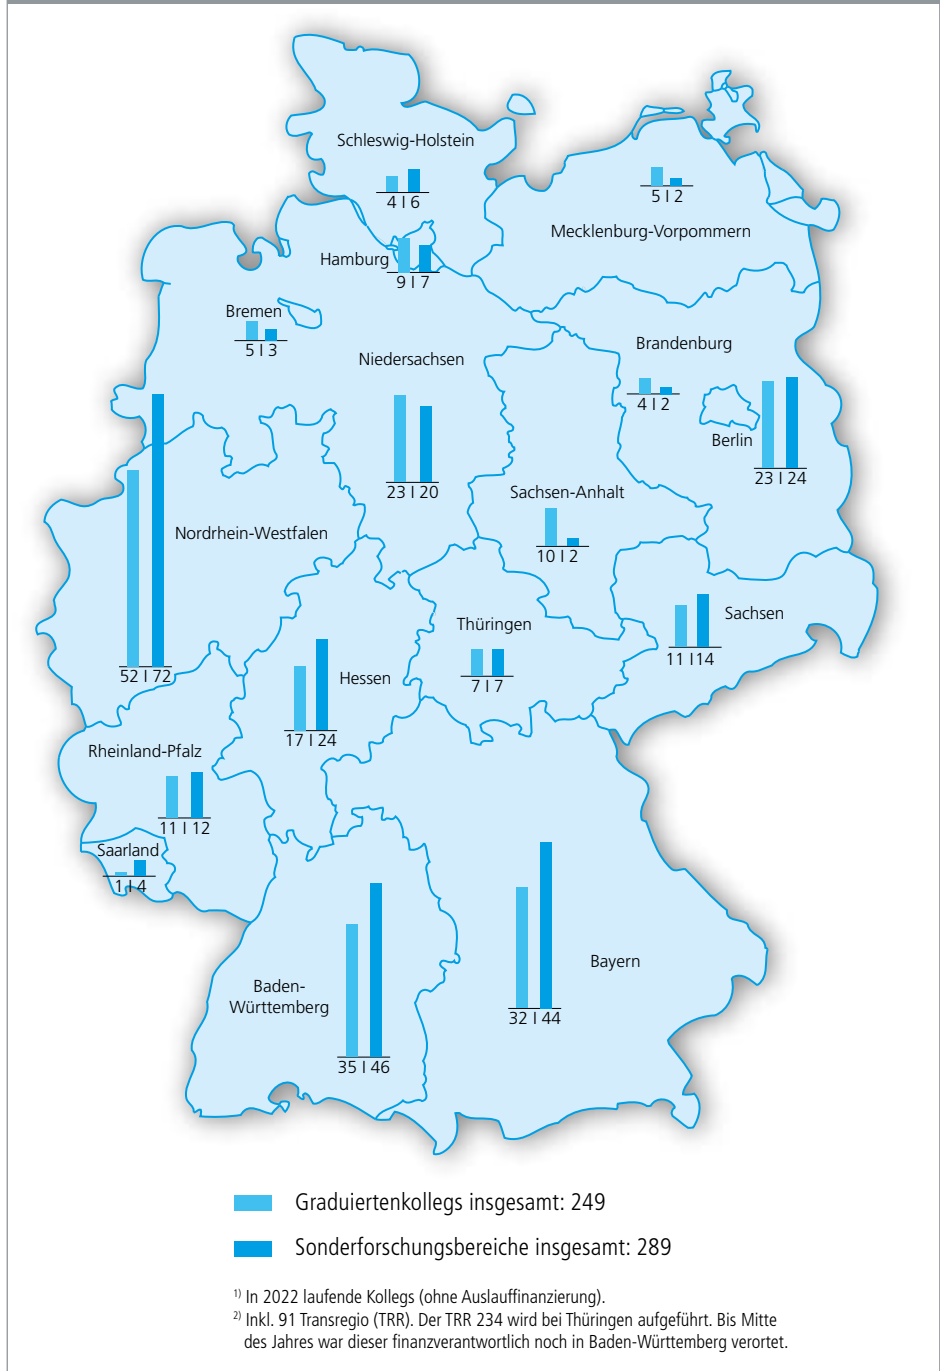 Schleswig-Holstein
4 I 6
5 I 2
Mecklenburg-Vorpommern
Hamburg
9 I 7
Bremen
5 I 3
Niedersachsen
23 I 20
Brandenburg
4 I 2
Berlin
23 I 24
Sachsen-Anhalt
10 I 2
Nordrhein-Westfalen
52 I 72
Sachsen
11 I 14
Thüringen
7 I 7
Hessen
17 I 24
Rheinland-Pfalz
11 I 12
Saarland
1 I 4
Bayern
32 I 44
Baden-
Württemberg
35 I 46
Graduiertenkollegs insgesamt: 249
Sonderforschungsbereiche insgesamt: 289
1) In 2022 laufende Kollegs (ohne Auslauffinanzierung).
2) Inkl. 91 Transregio (TRR). Der TRR 234 wird bei Thüringen aufgeführt. Bis Mitte
des Jahres war dieser finanzverantwortlich noch in Baden-Württemberg verortet.